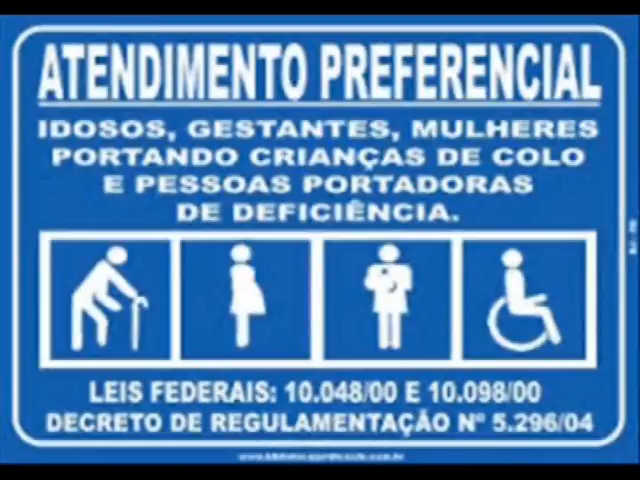 ATENDIMENTO PREFERENCIAL
IDOSOS, GESTANTES, MULHERES
PORTANDO CRIANÇAS DE COLO
E PESSOAS PORTADORAS
DE DEFICIÊNCIA.
LEIS FEDERAIS: 10.048/00 E 10.098/00
DECRETO DE REGULAMENTAÇÃO Nº 5.296/04